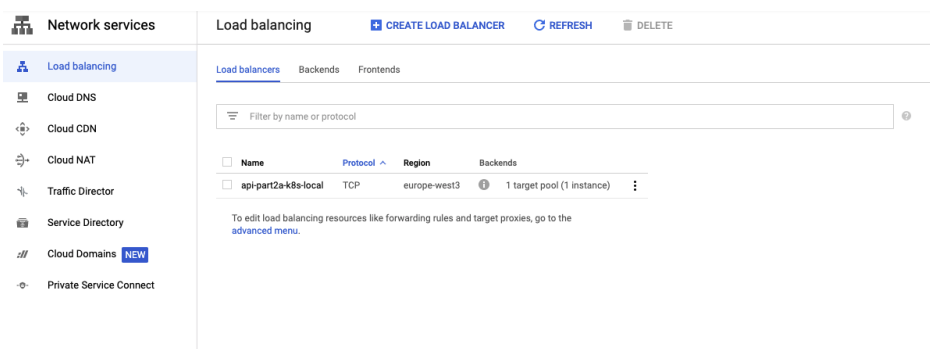 Network services
Load balancing
Cloud DNS
Cloud CDN
Cloud NAT
Traffic Director
Service Directory
Cloud Domains NEW
Private Service Connect
Load balancing CREATE LOAD BALANCER REFRESH DELETE
Load balancers Backends Frontends
Filter by name or protocol
Name Protocol Region Backends
api-part2a-k8s-local TCP europe-west3 1 target pool (1 instance)
To edit load balancing resources like forwarding rules and target proxies, go to the
advanced menu.